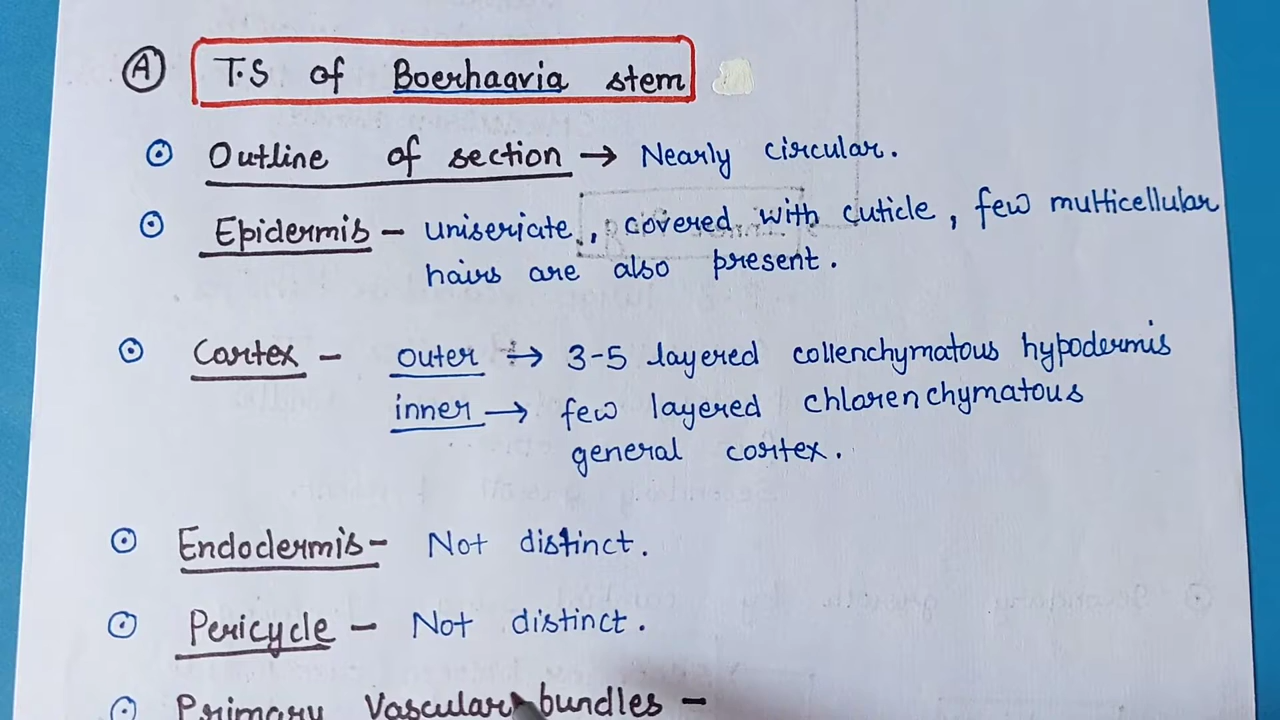 A T.S of Boerhaavia stem
Outline of section → Nearly circular.
Epidermis – uniseriate, covered with cuticle, few multicellular
hairs are also present.
Cortex – outer → 3-5 layered collenchymatous hypodermis
inner → few layered chlorenchymatous
general cortex.
Endodermis – Not distinct.
Pericycle – Not distinct.
Primary Vascular bundles –